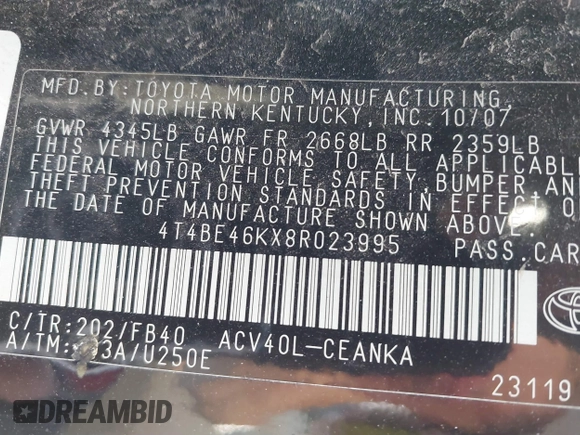 MFD. BY: TOYOTA MOTOR MANUFACTURING,
NORTHERN KENTUCKY, INC. 10/07
GVWR 4345LB GAWR FR 2668LB RR 2359LB
THIS VEHICLE CONFORMS TO ALL APPLICABLE
FEDERAL MOTOR VEHICLE SAFETY, BUMPER, AN
THEFT PREVENTION STANDARDS IN EFFECT O
THE DATE OF MANUFACTURE SHOWN ABOVE.
4T4BE46KX8R023995 PASS. CAR
C/TR: 202/FB40 ACV40L-CEANKA
A/TM: 93A/U250E
23119
DREAMBID